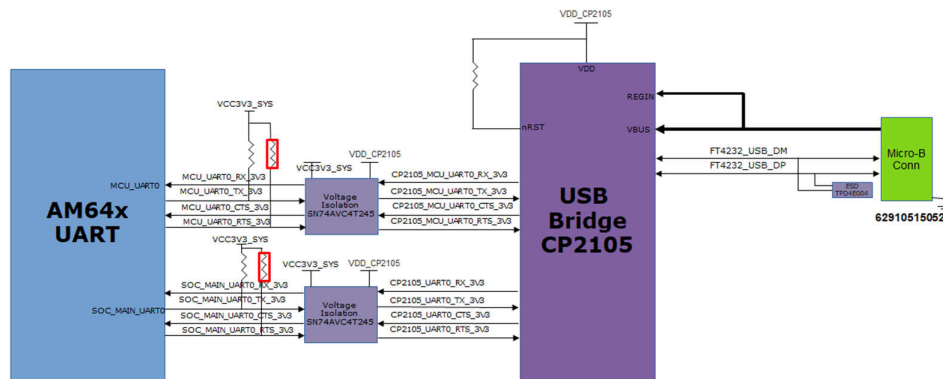 VDD_CP2105
VDD
REGIN
nRST
VBUS
Micro-B
Conn
FT4232_USB_DM
FT4232_USB_DP
ESD
TPD4E004
62910515052
USB
Bridge
CP2105
AM64x
UART
MCU_UART0
SOC_MAIN_UART0
VCC3V3_SYS
MCU_UART0_RX_3V3
MCU_UART0_TX_3V3
MCU_UART0_CTS_3V3
MCU_UART0_RTS_3V3
VCC3V3_SYS
VDD_CP2105
Voltage
Isolation
SN74AVC4T245
CP2105_MCU_UART0_RX_3V3
CP2105_MCU_UART0_TX_3V3
CP2105_MCU_UART0_CTS_3V3
CP2105_MCU_UART0_RTS_3V3
VCC3V3_SYS
SOC_MAIN_UART0_RX_3V3
SOC_MAIN_UART0_TX_3V3
SOC_MAIN_UART0_CTS_3V3
SOC_MAIN_UART0_RTS_3V3
VCC3V3_SYS
VDD_CP2105
Voltage
Isolation
SN74AVC4T245
CP2105_UART0_RX_3V3
CP2105_UART0_TX_3V3
CP2105_UART0_CTS_3V3
CP2105_UART0_RTS_3V3